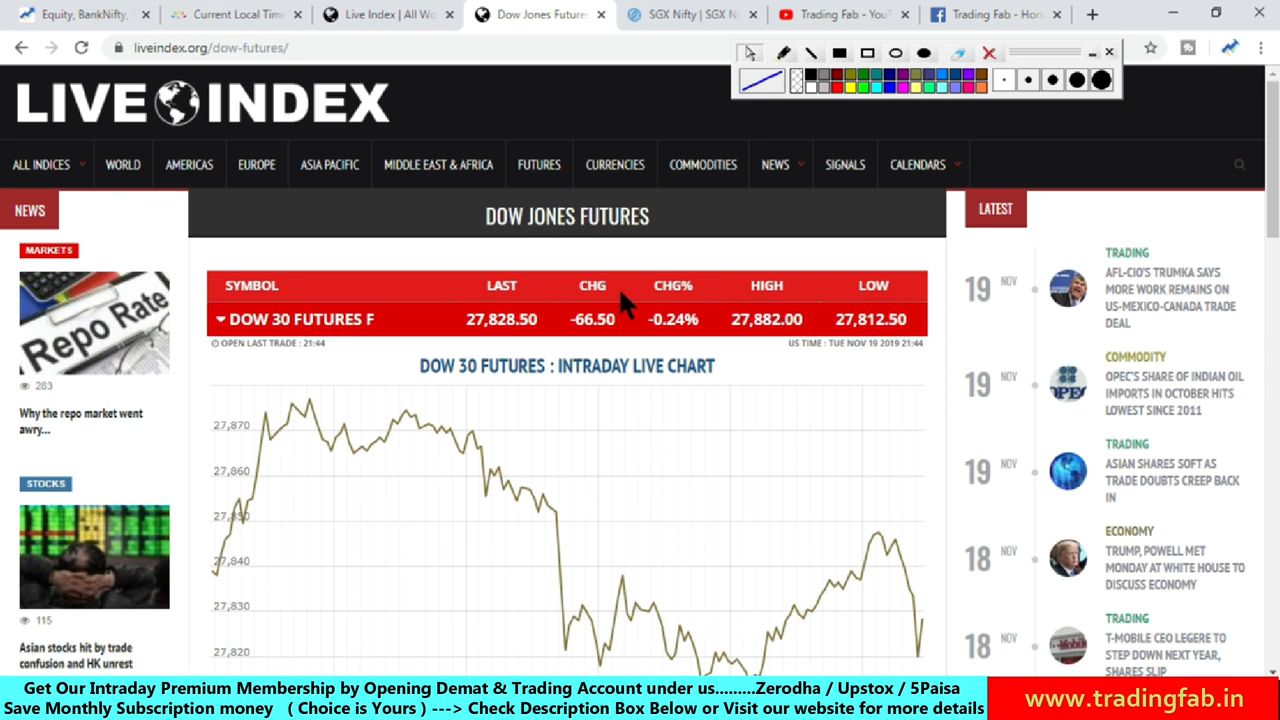 Equity, BankNifty,
Current Local Time
Live Index | All Wo
Dow Jones Future
SGX Nifty | SGX N
Trading Fab - YouT
Trading Fab - Hom
liveindex.org/dow-futures/
LIVE INDEX
ALL INDICES WORLD AMERICAS EUROPE ASIA PACIFIC MIDDLE EAST & AFRICA FUTURES CURRENCIES COMMODITIES NEWS SIGNALS CALENDARS
NEWS
MARKETS
Repo Rate
283
Why the repo market went
awry...
STOCKS
115
Asian stocks hit by trade
confusion and HK unrest
DOW JONES FUTURES
SYMBOL LAST CHG CHG% HIGH LOW
DOW 30 FUTURES F 27,828.50 -66.50 -0.24% 27,882.00 27,812.50
OPEN LAST TRADE : 21:44 US TIME : TUE NOV 19 2019 21:44
DOW 30 FUTURES : INTRADAY LIVE CHART
27,870
27,860
27,850
27,840
27,830
27,820
LATEST
19 NOV
TRADING
AFL-CIO'S TRUMKA SAYS
MORE WORK REMAINS ON
US-MEXICO-CANADA TRADE
DEAL
19 NOV
OPEC
COMMODITY
OPEC'S SHARE OF INDIAN OIL
IMPORTS IN OCTOBER HITS
LOWEST SINCE 2011
19 NOV
TRADING
ASIAN SHARES SOFT AS
TRADE DOUBTS CREEP BACK
IN
18 NOV
ECONOMY
TRUMP, POWELL MET
MONDAY AT WHITE HOUSE TO
DISCUSS ECONOMY
18 NOV
TRADING
T-MOBILE CEO LEGERE TO
STEP DOWN NEXT YEAR,
SHARES SLIP
Get Our Intraday Premium Membership by Opening Demat & Trading Account under us.........Zerodha / Upstox / 5Paisa
Save Monthly Subscription money ( Choice is Yours ) ---> Check Description Box Below or Visit our website for more details
www.tradingfab.in